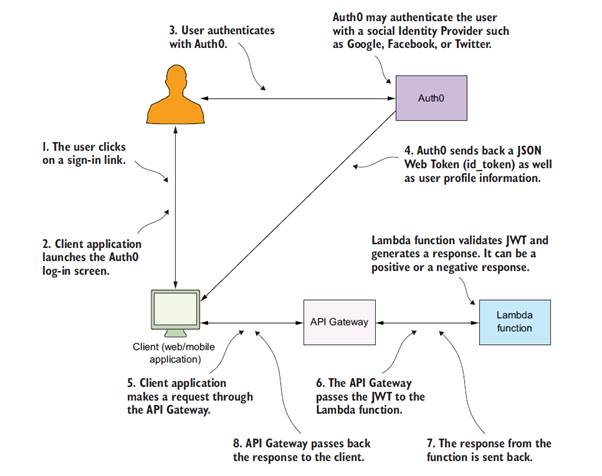 3. User authenticates
with Auth0.
Auth0 may authenticate the user
with a social Identity Provider such
as Google, Facebook, or Twitter.
Auth0
1. The user clicks
on a sign-in link.
4. Auth0 sends back a JSON
Web Token (id_token) as well
as user profile information.
2. Client application
launches the Auth0
log-in screen.
Lambda function validates JWT and
generates a response. It can be a
positive or a negative response.
Client (web/mobile
application)
API Gateway
Lambda
function
5. Client application
makes a request through
the API Gateway.
6. The API Gateway
passes the JWT to the
Lambda function.
8. API Gateway passes back
the response to the client.
7. The response from the
function is sent back.